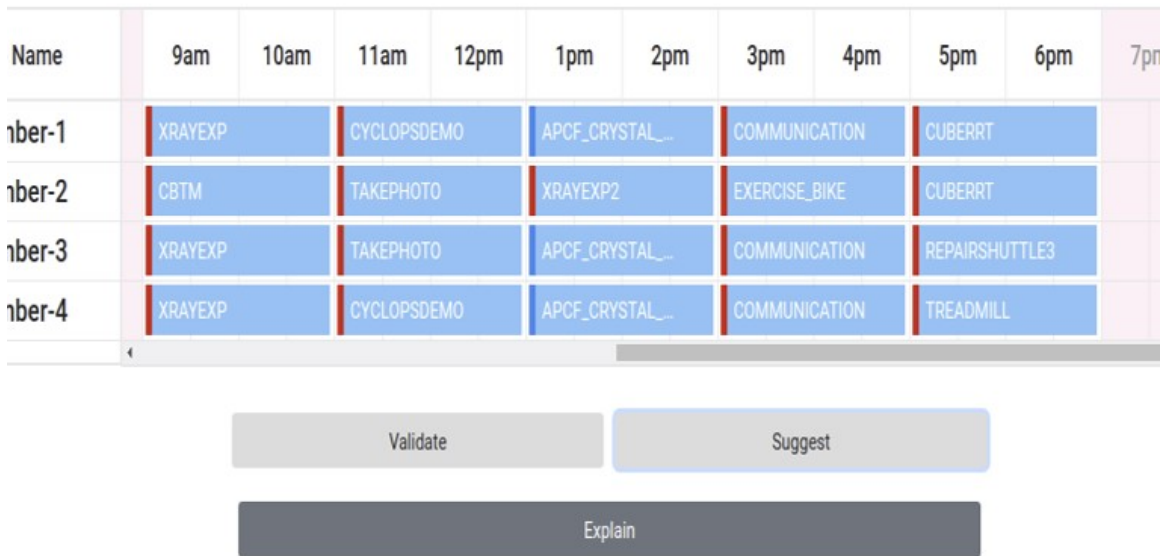 Name 9am 10am 11am 12pm 1pm 2pm 3pm 4pm 5pm 6pm 7pm
mber-1 XRAYEXP CYCLOPSDEMO APCF_CRYSTAL_... COMMUNICATION CUBERRT
mber-2 CBTM TAKEPHOTO XRAYEXP2 EXERCISE_BIKE CUBERRT
mber-3 XRAYEXP TAKEPHOTO APCF_CRYSTAL_... COMMUNICATION REPAIRSHUTTLE3
mber-4 XRAYEXP CYCLOPSDEMO APCF_CRYSTAL_... COMMUNICATION TREADMILL
Validate Suggest
Explain